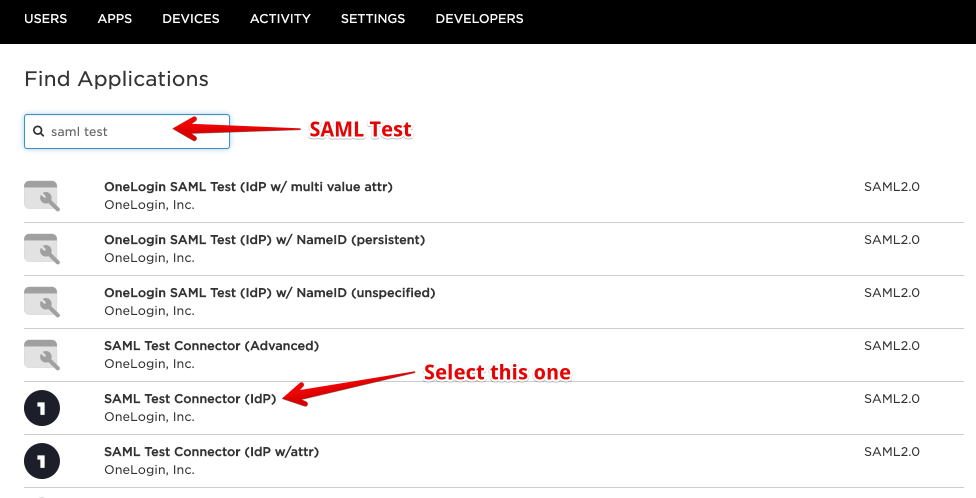 USERS APPS DEVICES ACTIVITY SETTINGS DEVELOPERS
Find Applications
saml test
SAML Test
OneLogin SAML Test (IdP w/ multi value attr) SAML2.0
OneLogin, Inc.
OneLogin SAML Test (IdP) w/ NameID (persistent) SAML2.0
OneLogin, Inc.
OneLogin SAML Test (IdP) w/ NameID (unspecified) SAML2.0
OneLogin, Inc.
SAML Test Connector (Advanced) SAML2.0
OneLogin, Inc.
Select this one
1 SAML Test Connector (IdP) SAML2.0
OneLogin, Inc.
1 SAML Test Connector (IdP w/attr) SAML2.0
OneLogin, Inc.